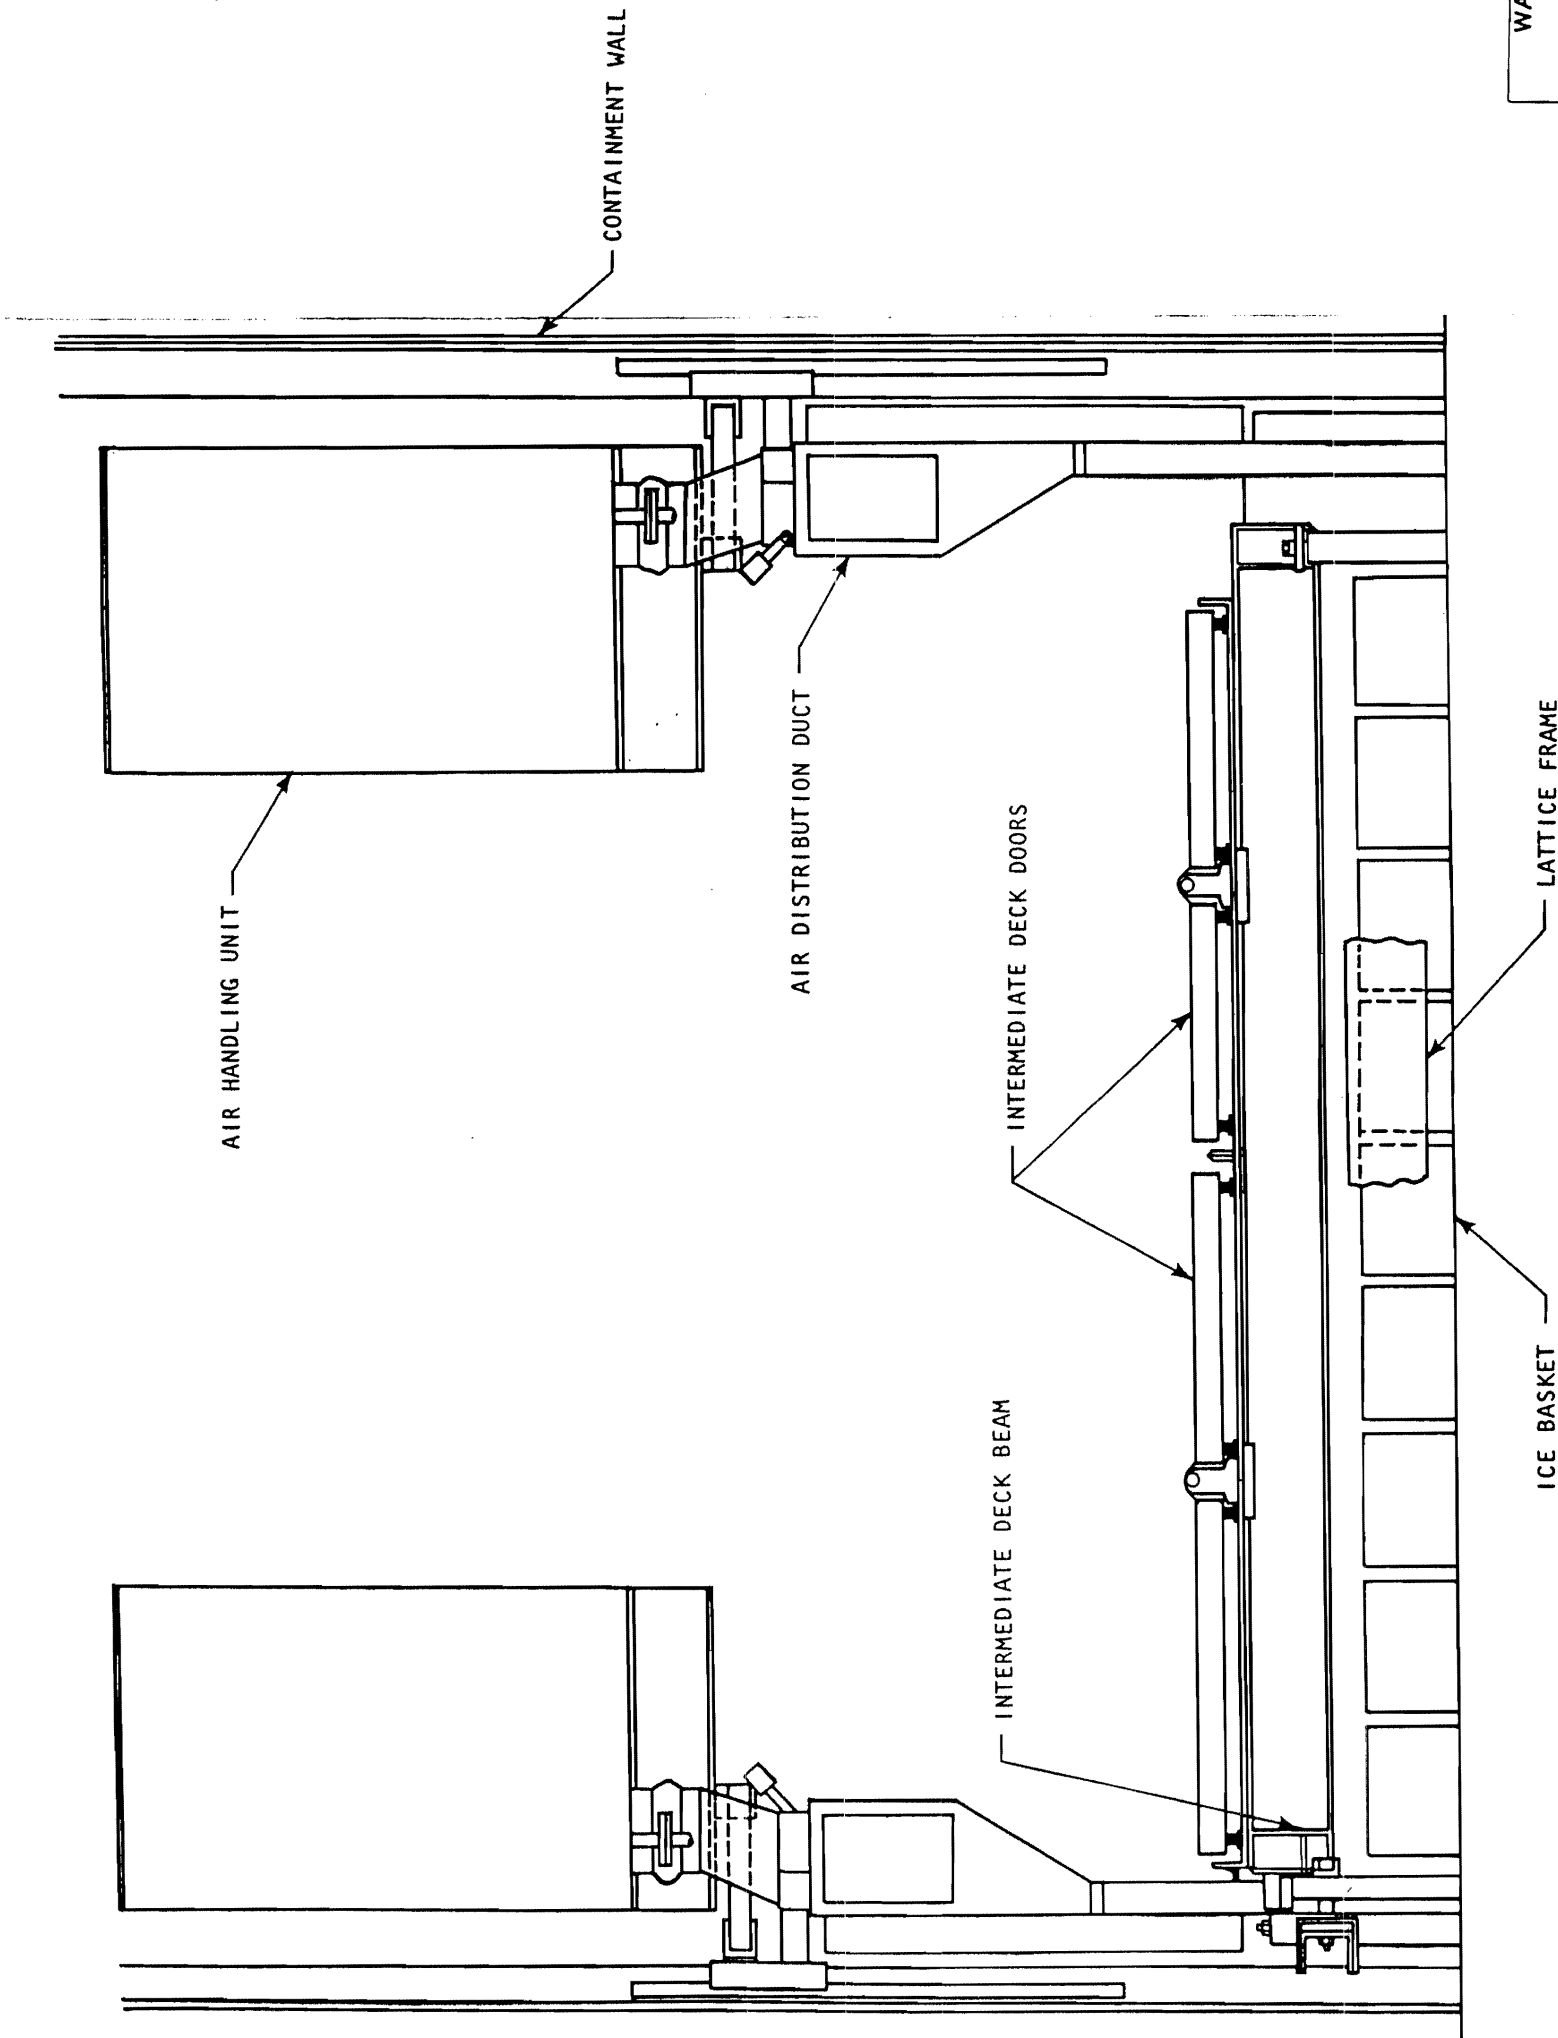 CONTAINMENT WALL
AIR HANDLING UNIT
AIR DISTRIBUTION DUCT
INTERMEDIATE DECK DOORS
INTERMEDIATE DECK BEAM
LATTICE FRAME
ICE BASKET